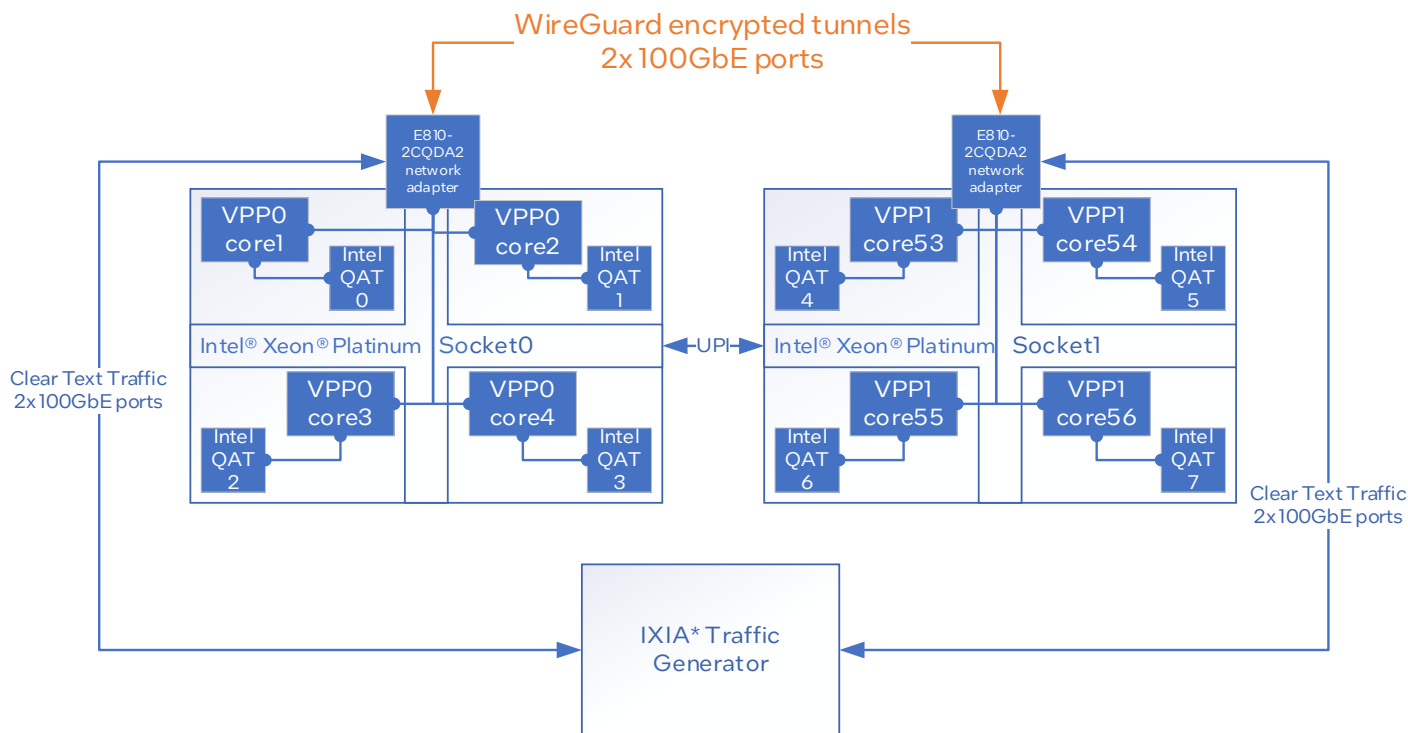 WireGuard encrypted tunnels
2x 100GbE ports
E810-
2CQDA2
network
adapter
E810-
2CQDA2
network
adapter
VPP0
core1
VPP0
core2
Intel
QAT
0
Intel
QAT
1
VPP1
core53
VPP1
core54
Intel
QAT
4
Intel
QAT
5
Intel® Xeon® Platinum
Socket0
UPI
Intel® Xeon® Platinum
Socket1
Clear Text Traffic
2x100GbE ports
VPP0
core3
VPP0
core4
Intel
QAT
2
Intel
QAT
3
VPP1
core55
VPP1
core56
Intel
QAT
6
Intel
QAT
7
Clear Text Traffic
2x100GbE ports
IXIA* Traffic
Generator